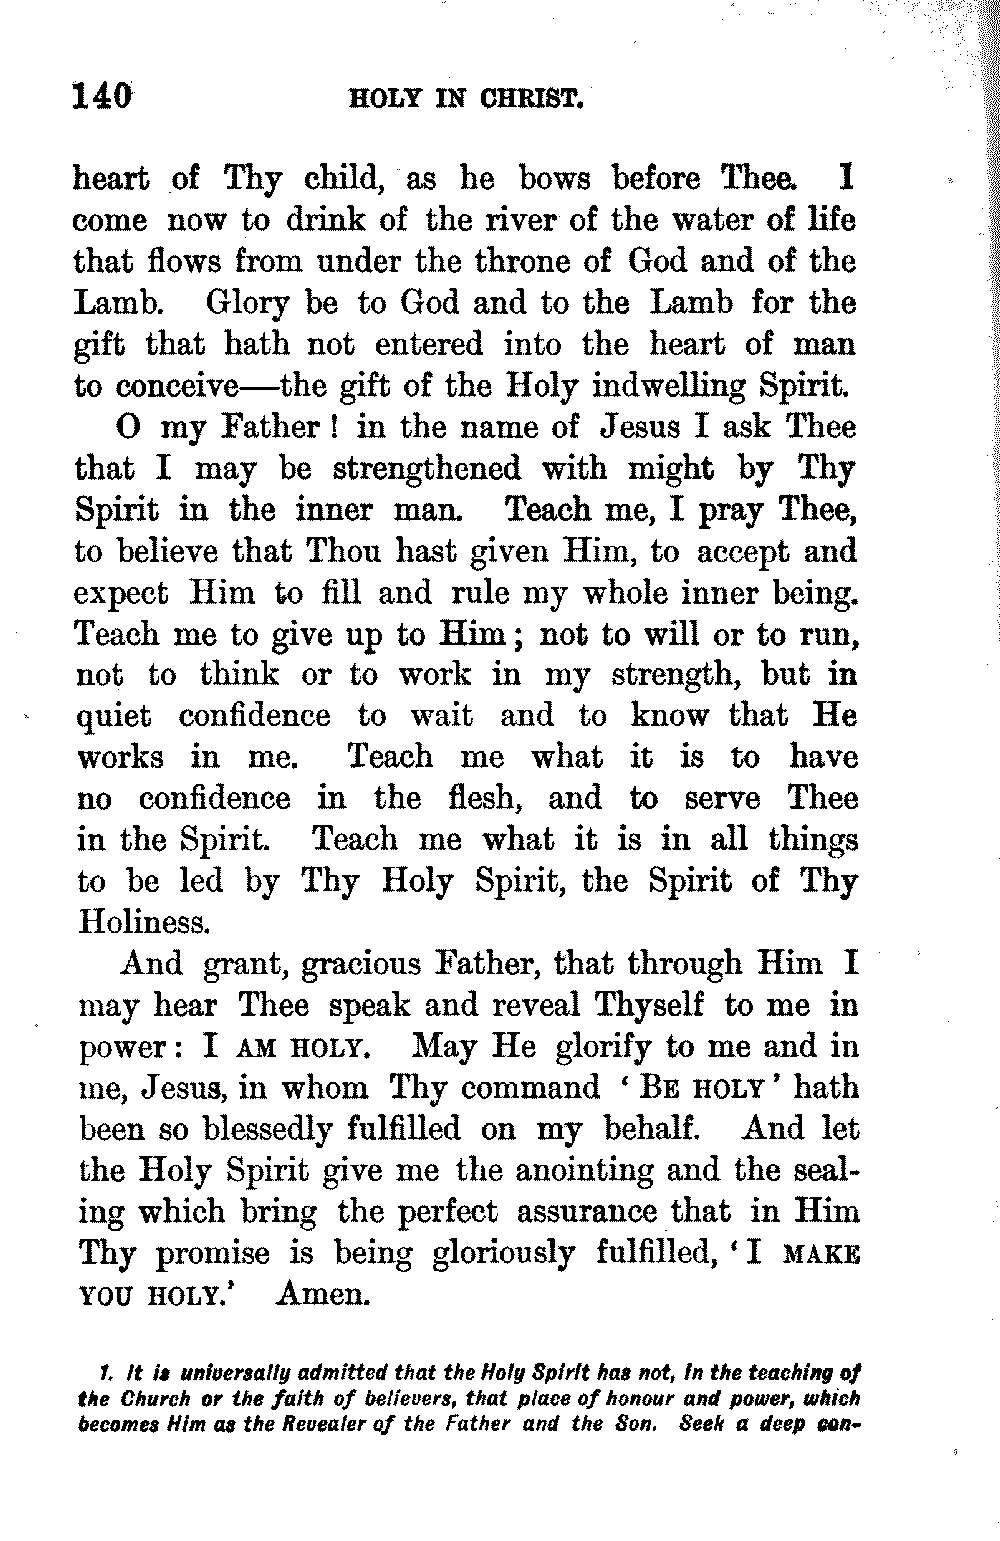 140 HOLY IN CHRIST.
heart of Thy child, as he bows before Thee. I
come now to drink of the river of the water of life
that flows from under the throne of God and of the
Lamb. Glory be to God and to the Lamb for the
gift that hath not entered into the heart of man
to conceive—the gift of the Holy indwelling Spirit.
O my Father! in the name of Jesus I ask Thee
that I may be strengthened with might by Thy
Spirit in the inner man. Teach me, I pray Thee,
to believe that Thou hast given Him, to accept and
expect Him to fill and rule my whole inner being.
Teach me to give up to Him; not to will or to run,
not to think or to work in my strength, but in
quiet confidence to wait and to know that He
works in me. Teach me what it is to have
no confidence in the flesh, and to serve Thee
in the Spirit. Teach me what it is in all things
to be led by Thy Holy Spirit, the Spirit of Thy
Holiness.
And grant, gracious Father, that through Him I
may hear Thee speak and reveal Thyself to me in
power: I AM HOLY. May He glorify to me and in
me, Jesus, in whom Thy command ‘BE HOLY’ hath
been so blessedly fulfilled on my behalf. And let
the Holy Spirit give me the anointing and the seal-
ing which bring the perfect assurance that in Him
Thy promise is being gloriously fulfilled, ‘I MAKE
YOU HOLY.’ Amen.
1. It is universally admitted that the Holy Spirit has not, in the teaching of
the Church or the faith of believers, that place of honour and power, which
becomes Him as the Revealer of the Father and the Son. Seek a deep con-